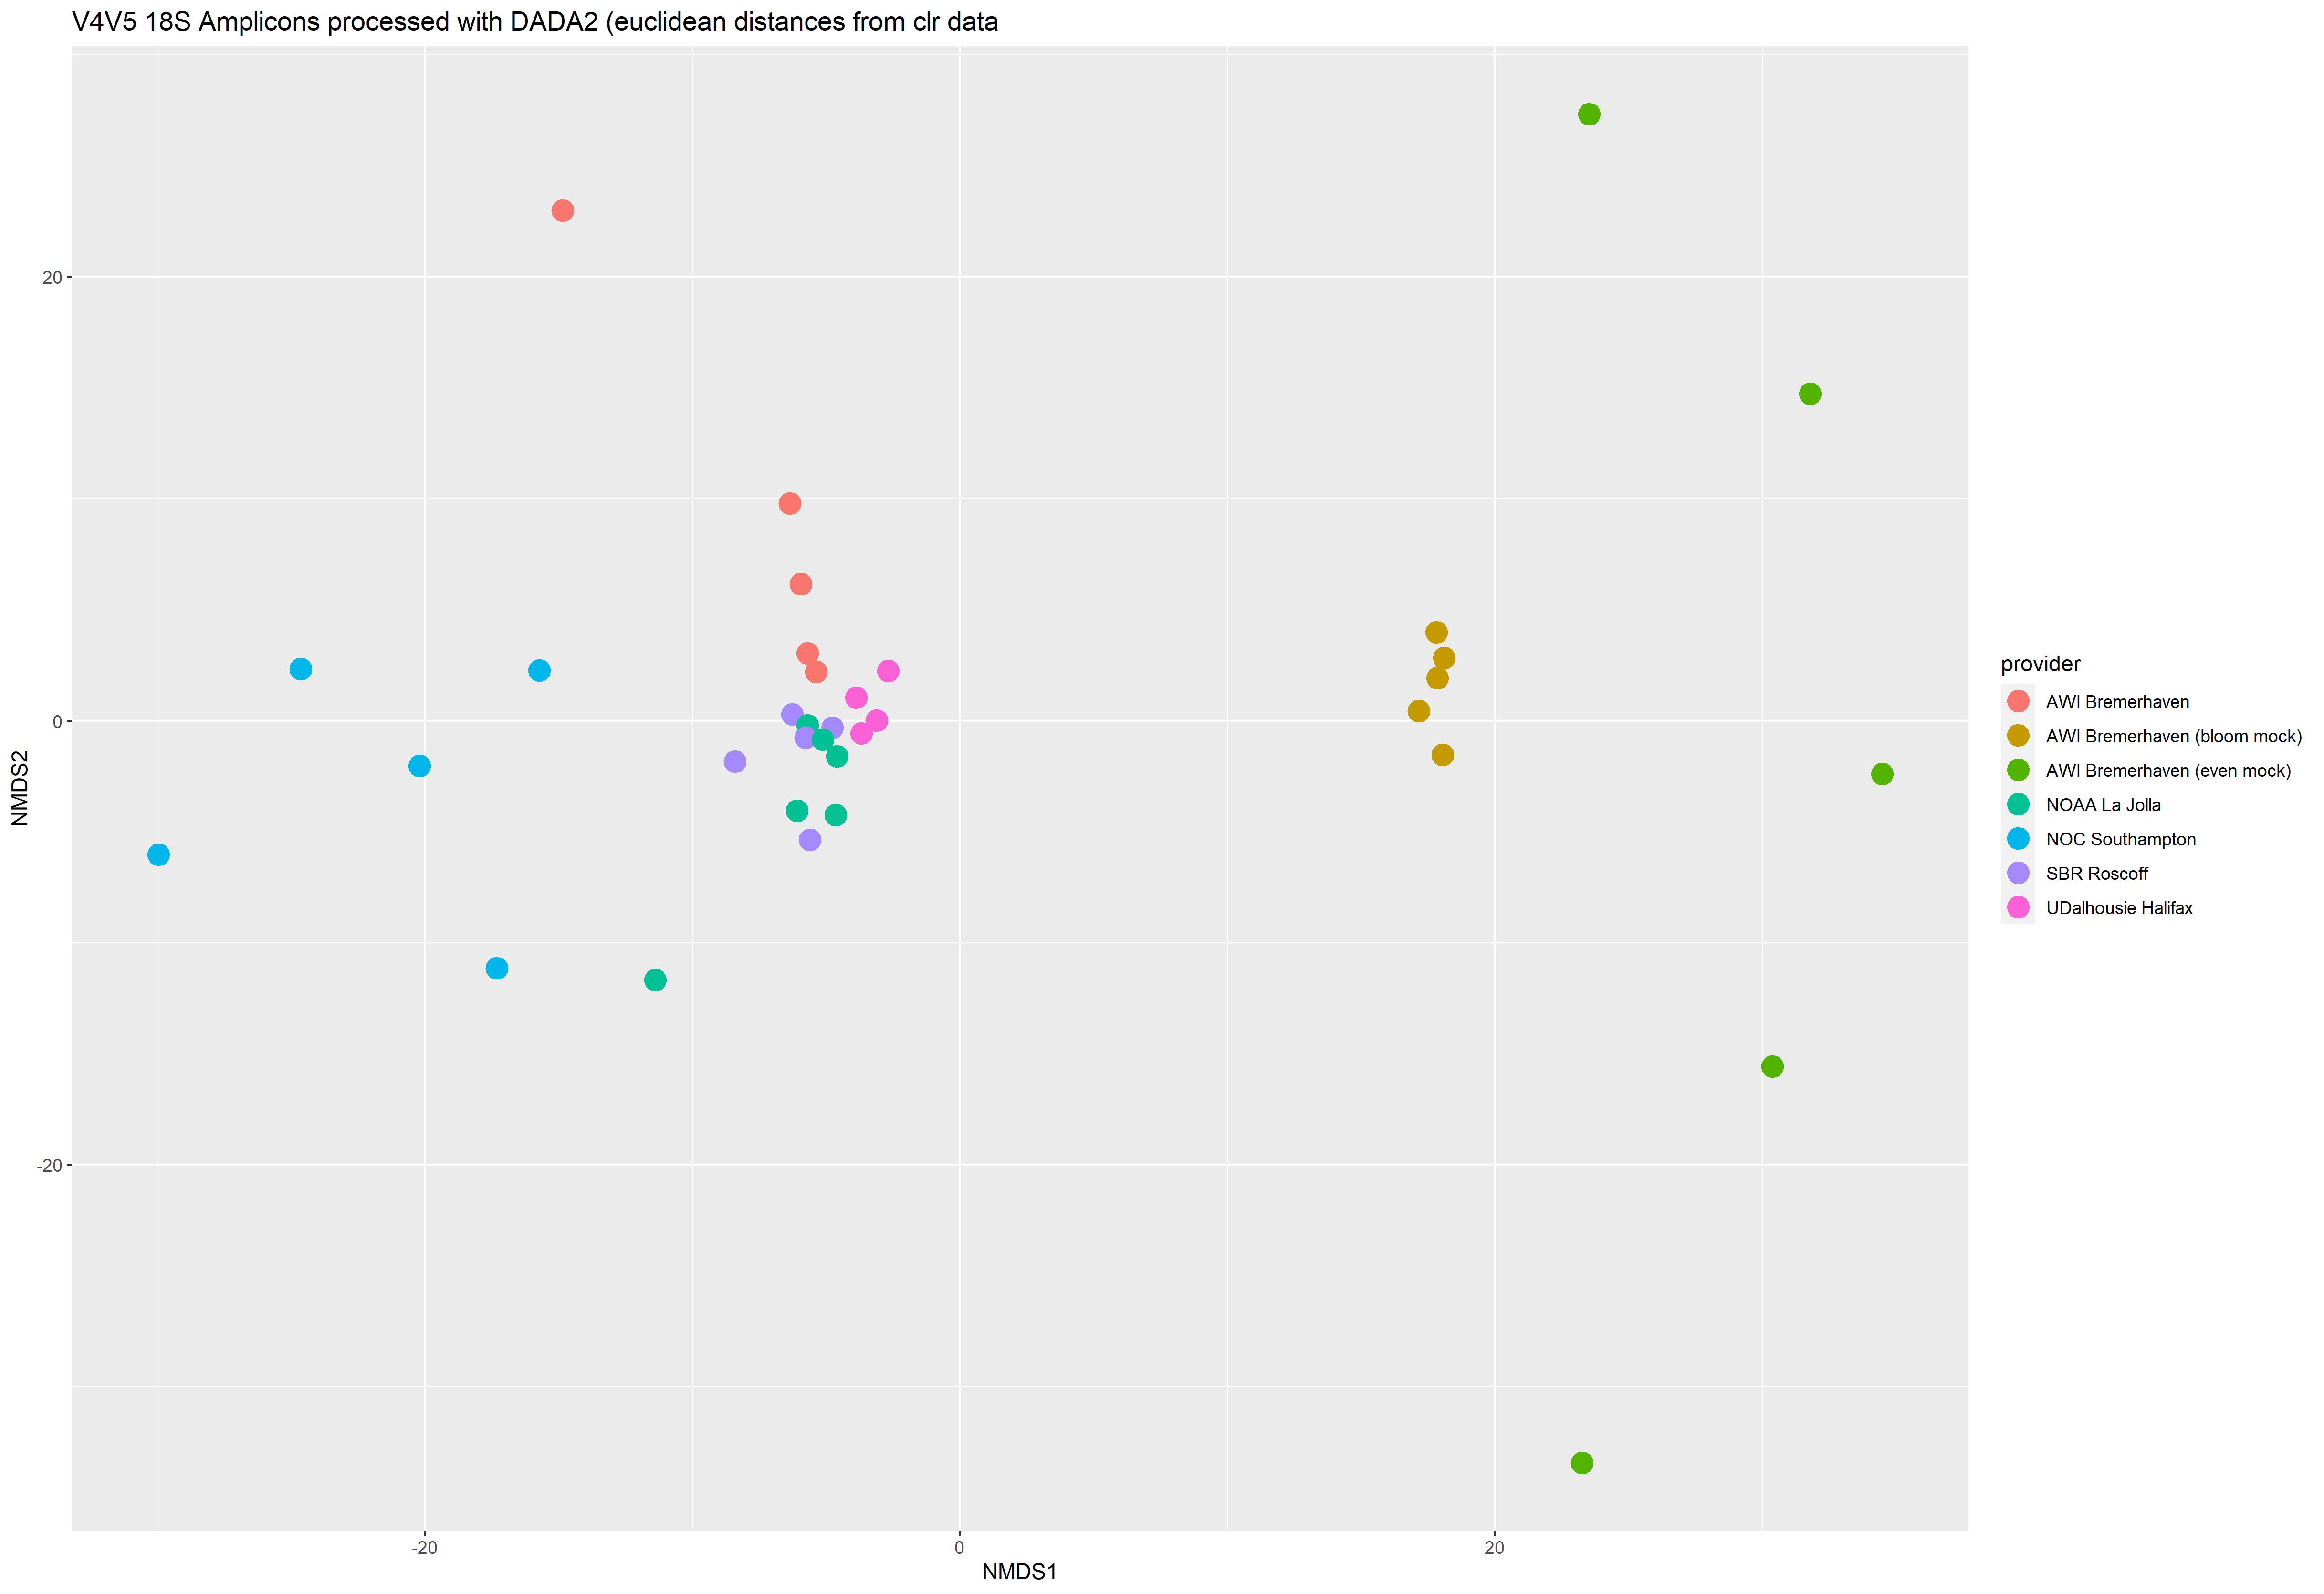 V4V5 18S Amplicons processed with DADA2 (euclidean distances from clr data
20
0
-20
NMDS2
-20
0
20
NMDS1
provider
AWI Bremerhaven
AWI Bremerhaven (bloom mock)
AWI Bremerhaven (even mock)
NOAA La Jolla
NOC Southampton
SBR Roscoff
UDalhousie Halifax